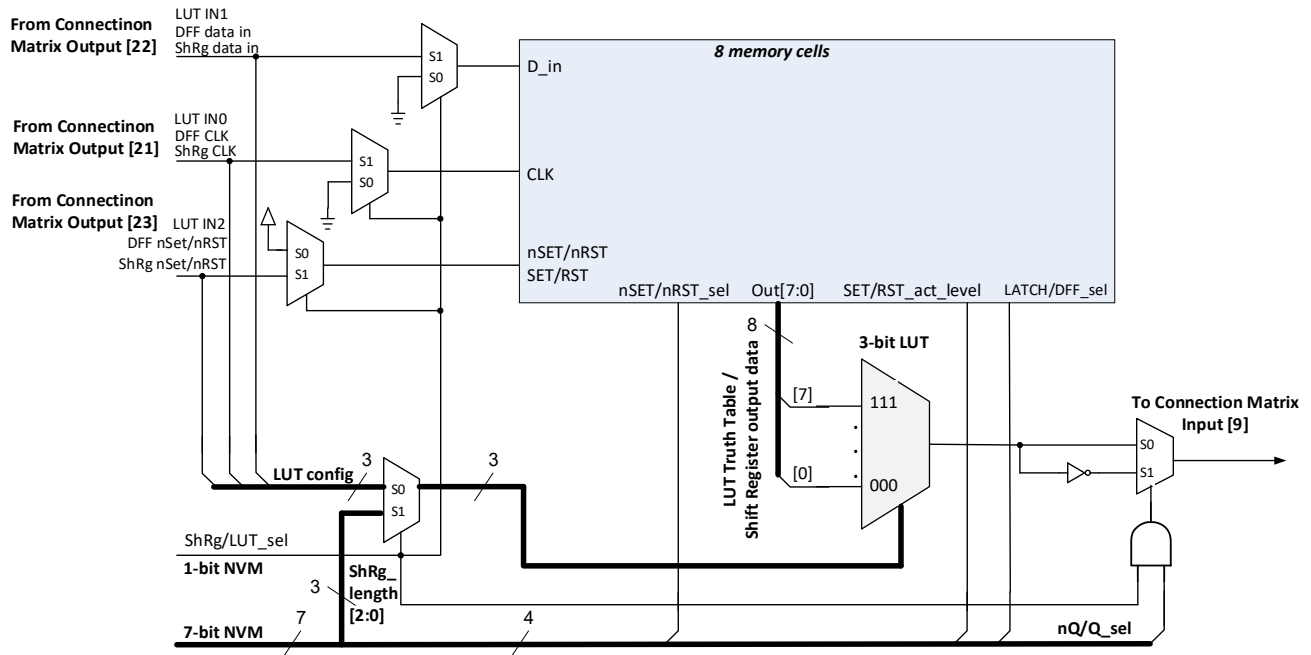 From Connectinon
Matrix Output [22]
LUT IN1
DFF data in
ShRg data in
S1
S0
8 memory cells
D_in
From Connectinon
Matrix Output [21]
LUT IN0
DFF CLK
ShRg CLK
S1
S0
CLK
From Connectinon
Matrix Output [23]
LUT IN2
DFF nSet/nRST
ShRg nSet/nRST
S0
S1
nSET/nRST
SET/RST
nSET/nRST_sel
Out[7:0]
SET/RST_act_level
LATCH/DFF_sel
8
3-bit LUT
LUT Truth Table /
Shift Register output data
[7]
111
.
.
.
[0]
000
To Connection Matrix
Input [9]
S0
S1
LUT config
3
S0
S1
3
ShRg/LUT_sel
1-bit NVM
3
ShRg_
length
[2:0]
7-bit NVM
7
4
nQ/Q_sel